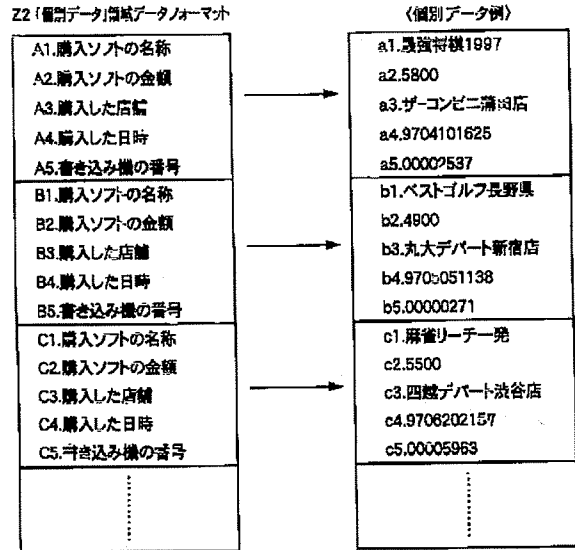 Z2「個別データ」領域データフォーマット
A1.購入ソフトの名称
A2.購入ソフトの金額
A3.購入した店舗
A4.購入した日時
A5.書き込み機の番号
B1.購入ソフトの名称
B2.購入ソフトの金額
B3.購入した店舗
B4.購入した日時
B5.書き込み機の番号
C1.購入ソフトの名称
C2.購入ソフトの金額
C3.購入した店舗
C4.購入した日時
C5.書き込み機の番号
〈個別データ例〉
a1.最強将棋1997
a2.5800
a3.ザーコンビニ蒲田店
a4.9704101625
a5.00002537
b1.ベストゴルフ長野県
b2.4900
b3.丸大デパート新宿店
b4.9705051138
b5.00000271
c1.麻雀リーチ一発
c2.5500
c3.四越デパート渋谷店
c4.9706202157
c5.00005963